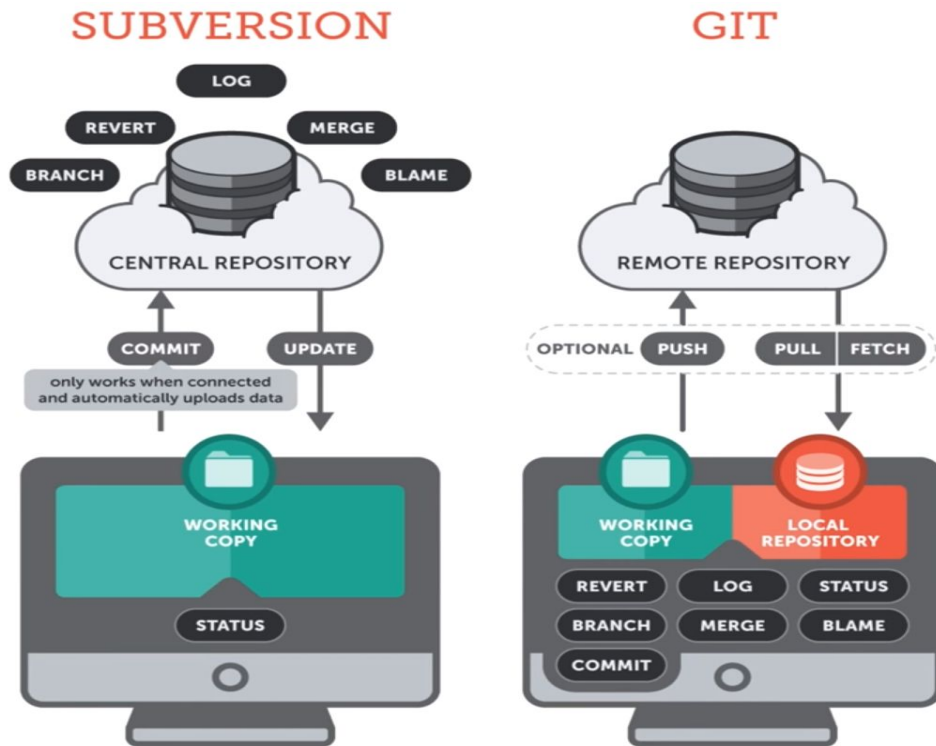 SUBVERSION
LOG
REVERT
MERGE
BRANCH
BLAME
CENTRAL REPOSITORY
COMMIT
UPDATE
only works when connected
and automatically uploads data
WORKING
COPY
STATUS
GIT
REMOTE REPOSITORY
OPTIONAL
PUSH
PULL
FETCH
WORKING
COPY
LOCAL
REPOSITORY
REVERT
LOG
STATUS
BRANCH
MERGE
BLAME
COMMIT